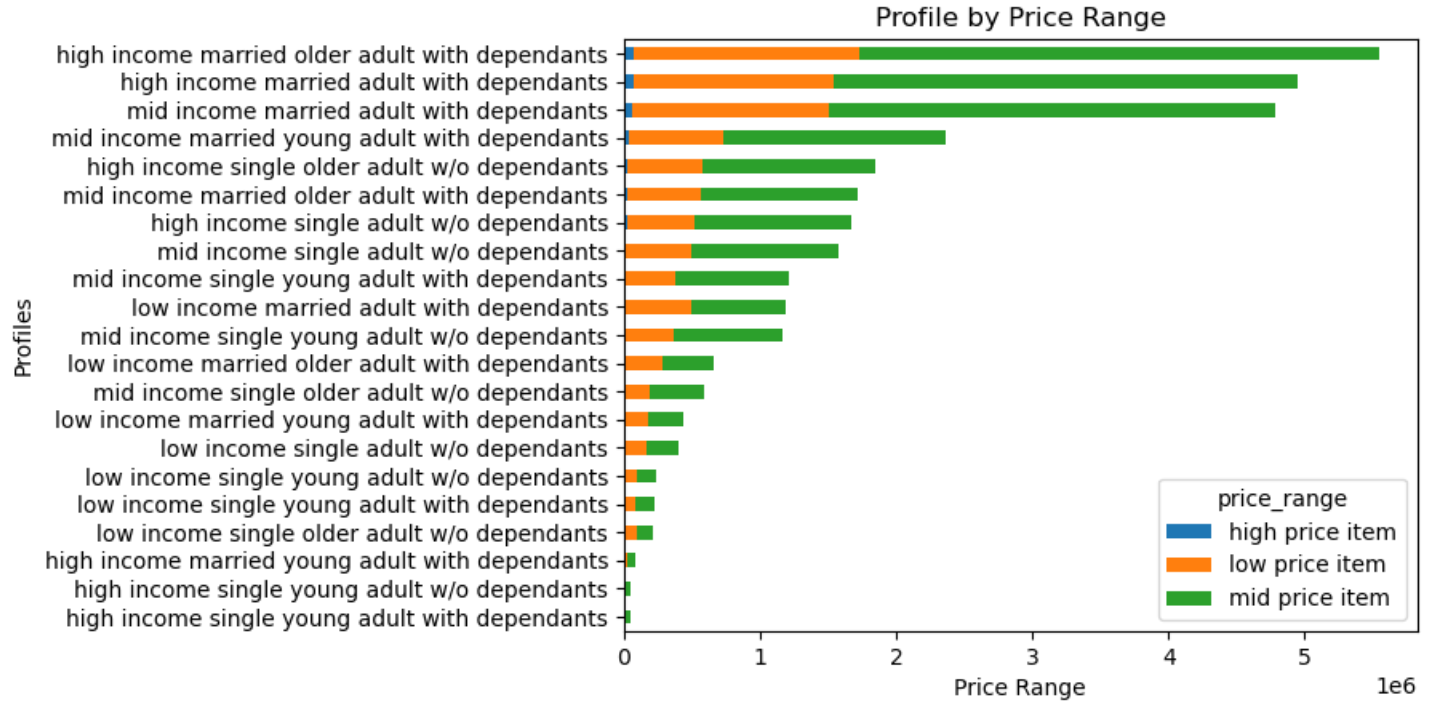 Profile by Price Range
high income married older adult with dependants
high income married adult with dependants
mid income married adult with dependants
mid income married young adult with dependants
high income single older adult w/o dependants
mid income married older adult with dependants
high income single adult w/o dependants
mid income single adult w/o dependants
mid income single young adult with dependants
low income married adult with dependants
mid income single young adult w/o dependants
low income married older adult with dependants
mid income single older adult w/o dependants
low income married young adult with dependants
low income single adult w/o dependants
low income single young adult w/o dependants
low income single young adult with dependants
low income single older adult w/o dependants
high income married young adult with dependants
high income single young adult w/o dependants
high income single young adult with dependants
Profiles
price_range
high price item
low price item
mid price item
0 1 2 3 4 5
1e6
Price Range